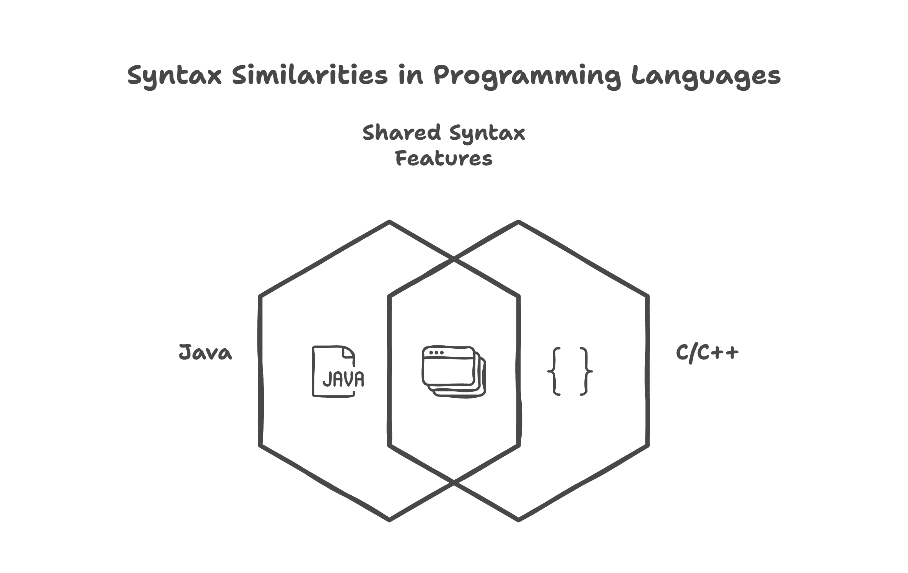 Syntax Similarities in Programming Languages
Shared Syntax
Features
Java
JAVA
{ }
C/C++